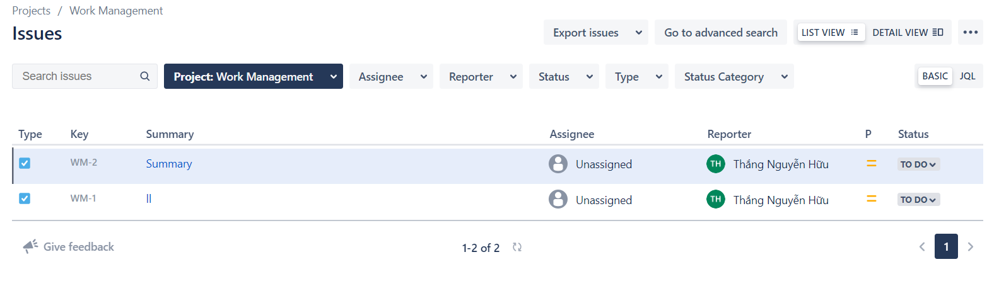 Projects / Work Management
Issues
Export issues
Go to advanced search
LIST VIEW
DETAIL VIEW
Search issues
Project: Work Management
Assignee
Reporter
Status
Type
Status Category
BASIC
JQL
Type Key Summary Assignee Reporter P Status
WM-2 Summary Unassigned TH Thắng Nguyễn Hữu TO DO
WM-1 ll Unassigned TH Thắng Nguyễn Hữu TO DO
Give feedback
1-2 of 2
1